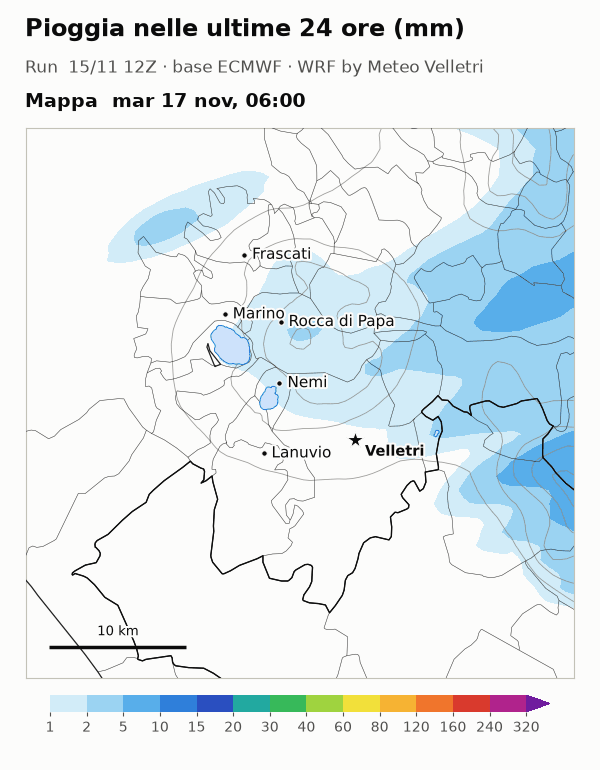 Pioggia nelle ultime 24 ore (mm)
Run 15/11 12Z · base ECMWF · WRF by Meteo Velletri
Mappa mar 17 nov, 06:00
Frascati
Marino
Rocca di Papa
Nemi
Velletri
Lanuvio
10 km
1 2 5 10 15 20 30 40 60 80 120 160 240 320